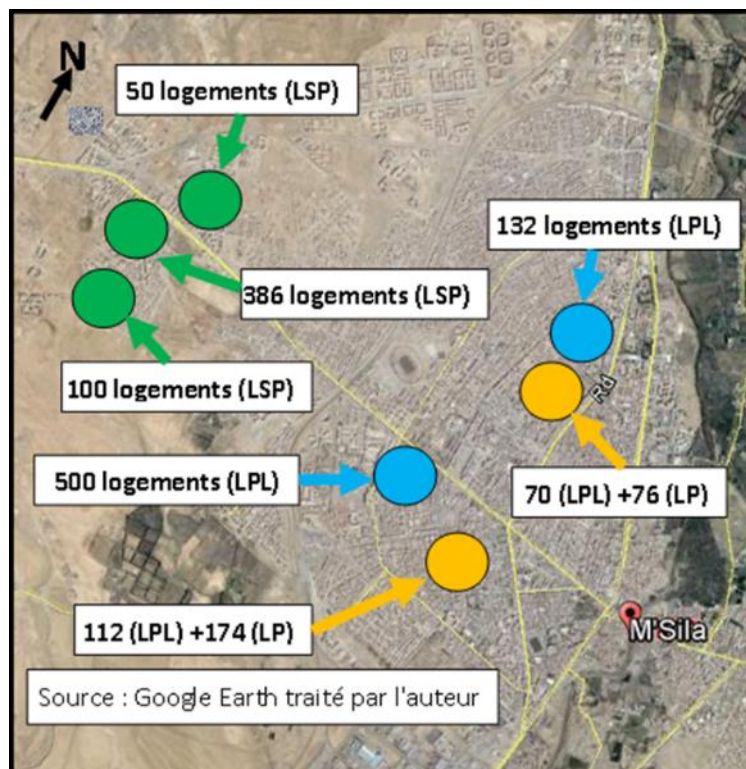 N
50 logements (LSP)
132 logements (LPL)
386 logements (LSP)
100 logements (LSP)
Rd
500 logements (LPL)
70 (LPL) +76 (LP)
112 (LPL) +174 (LP)
M'Sila
Source : Google Earth traité par l'auteur